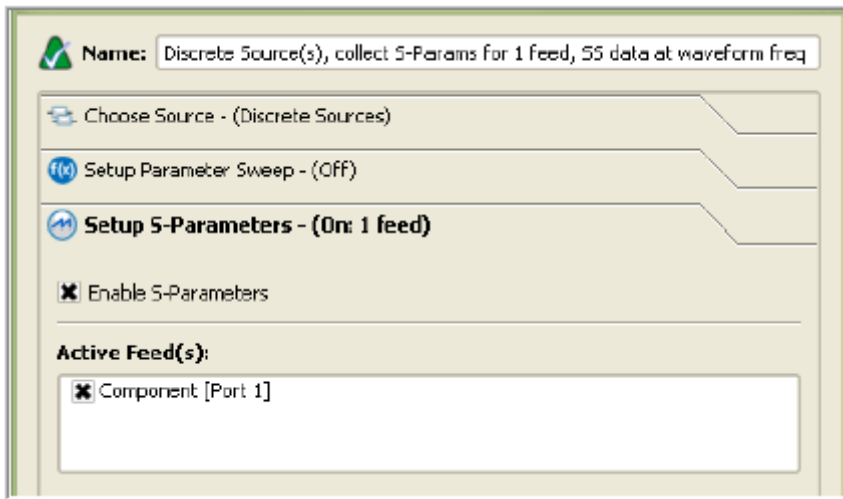 Name: Discrete Source(s), collect S-Params for 1 feed, SS data at waveform freq
Choose Source - (Discrete Sources)
f(x) Setup Parameter Sweep - (Off)
Setup S-Parameters - (On: 1 feed)
Enable S-Parameters
Active Feed(s):
Component [Port 1]